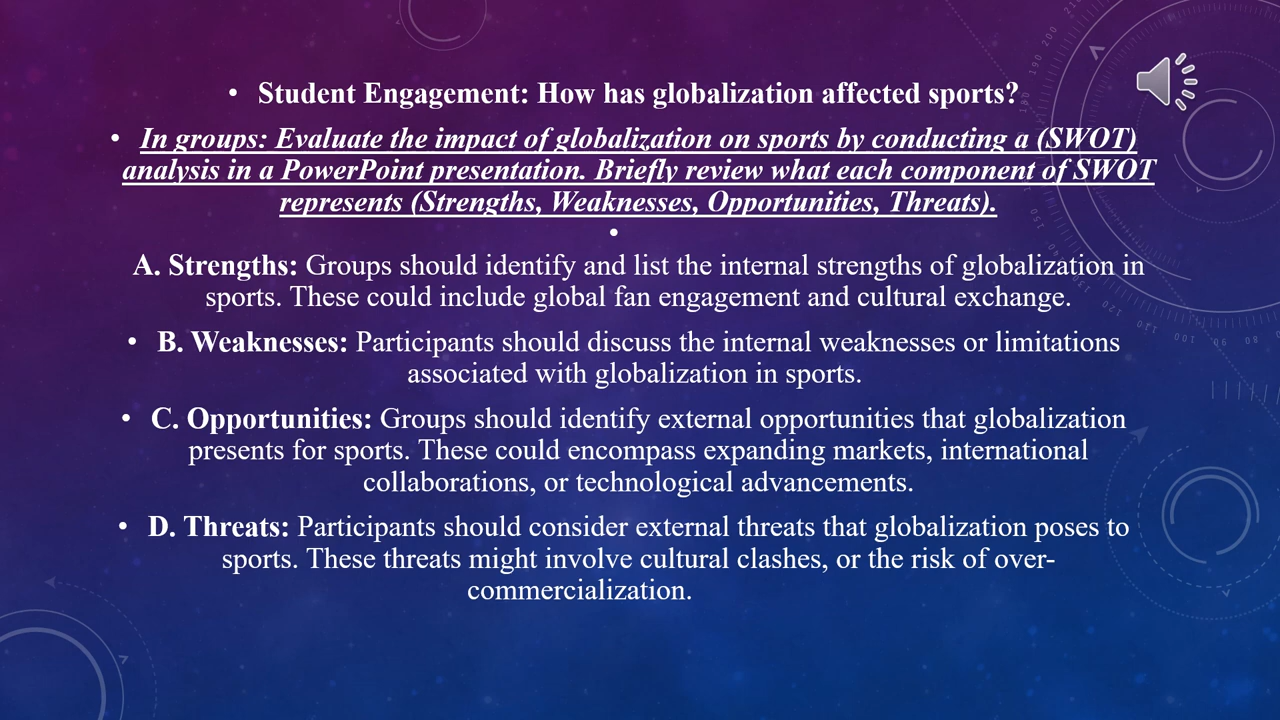 • Student Engagement: How has globalization affected sports?
• In groups: Evaluate the impact of globalization on sports by conducting a (SWOT)
analysis in a PowerPoint presentation. Briefly review what each component of SWOT
represents (Strengths, Weaknesses, Opportunities, Threats).
•
A. Strengths: Groups should identify and list the internal strengths of globalization in
sports. These could include global fan engagement and cultural exchange.
• B. Weaknesses: Participants should discuss the internal weaknesses or limitations
associated with globalization in sports.
• C. Opportunities: Groups should identify external opportunities that globalization
presents for sports. These could encompass expanding markets, international
collaborations, or technological advancements.
• D. Threats: Participants should consider external threats that globalization poses to
sports. These threats might involve cultural clashes, or the risk of over-
commercialization.